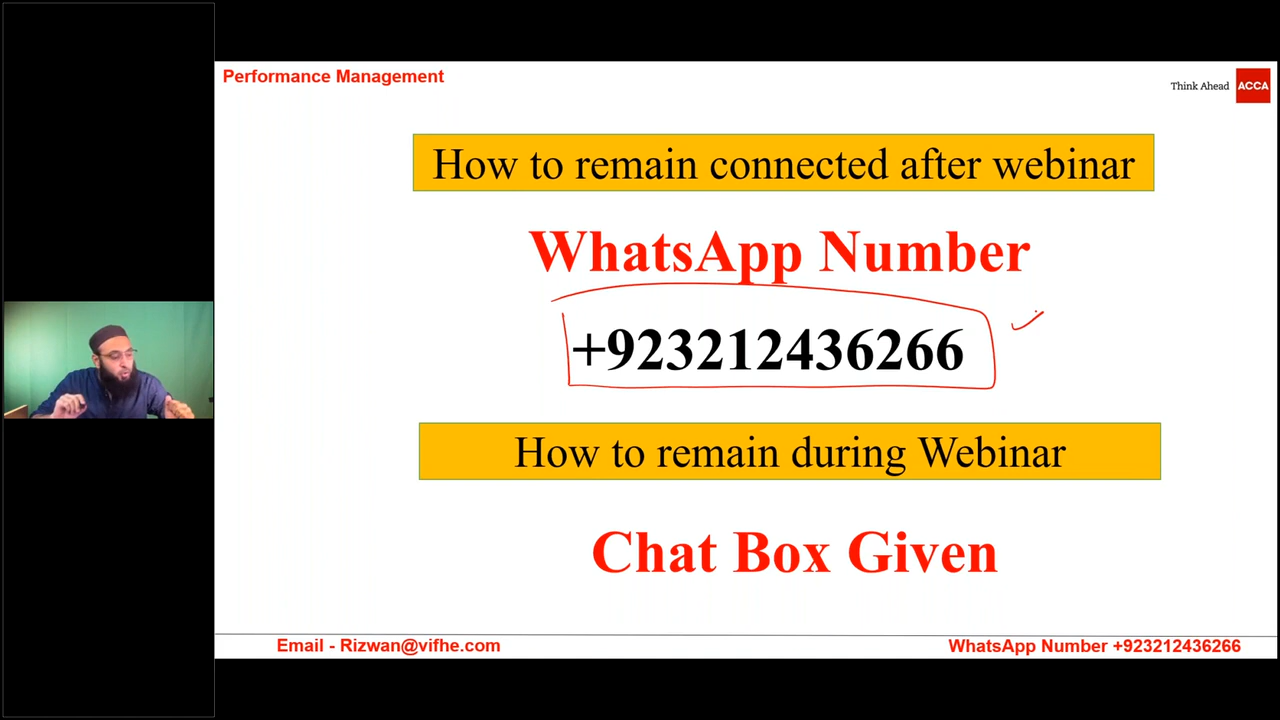 Performance Management
Think Ahead ACCA
How to remain connected after webinar
WhatsApp Number
+923212436266
How to remain during Webinar
Chat Box Given
Email - Rizwan@vifhe.com
WhatsApp Number +923212436266